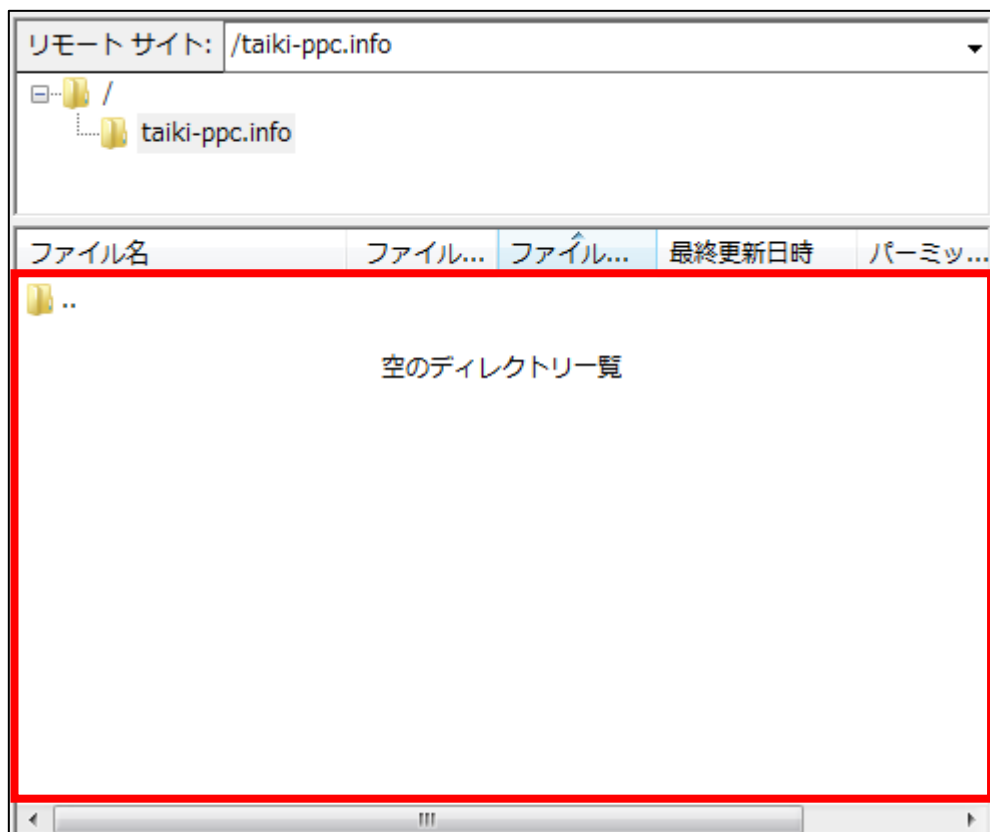 リモート サイト: /taiki-ppc.info
/
taiki-ppc.info
ファイル名 ファイル... ファイル... 最終更新日時 パーミッ...
..
空のディレクトリ一覧